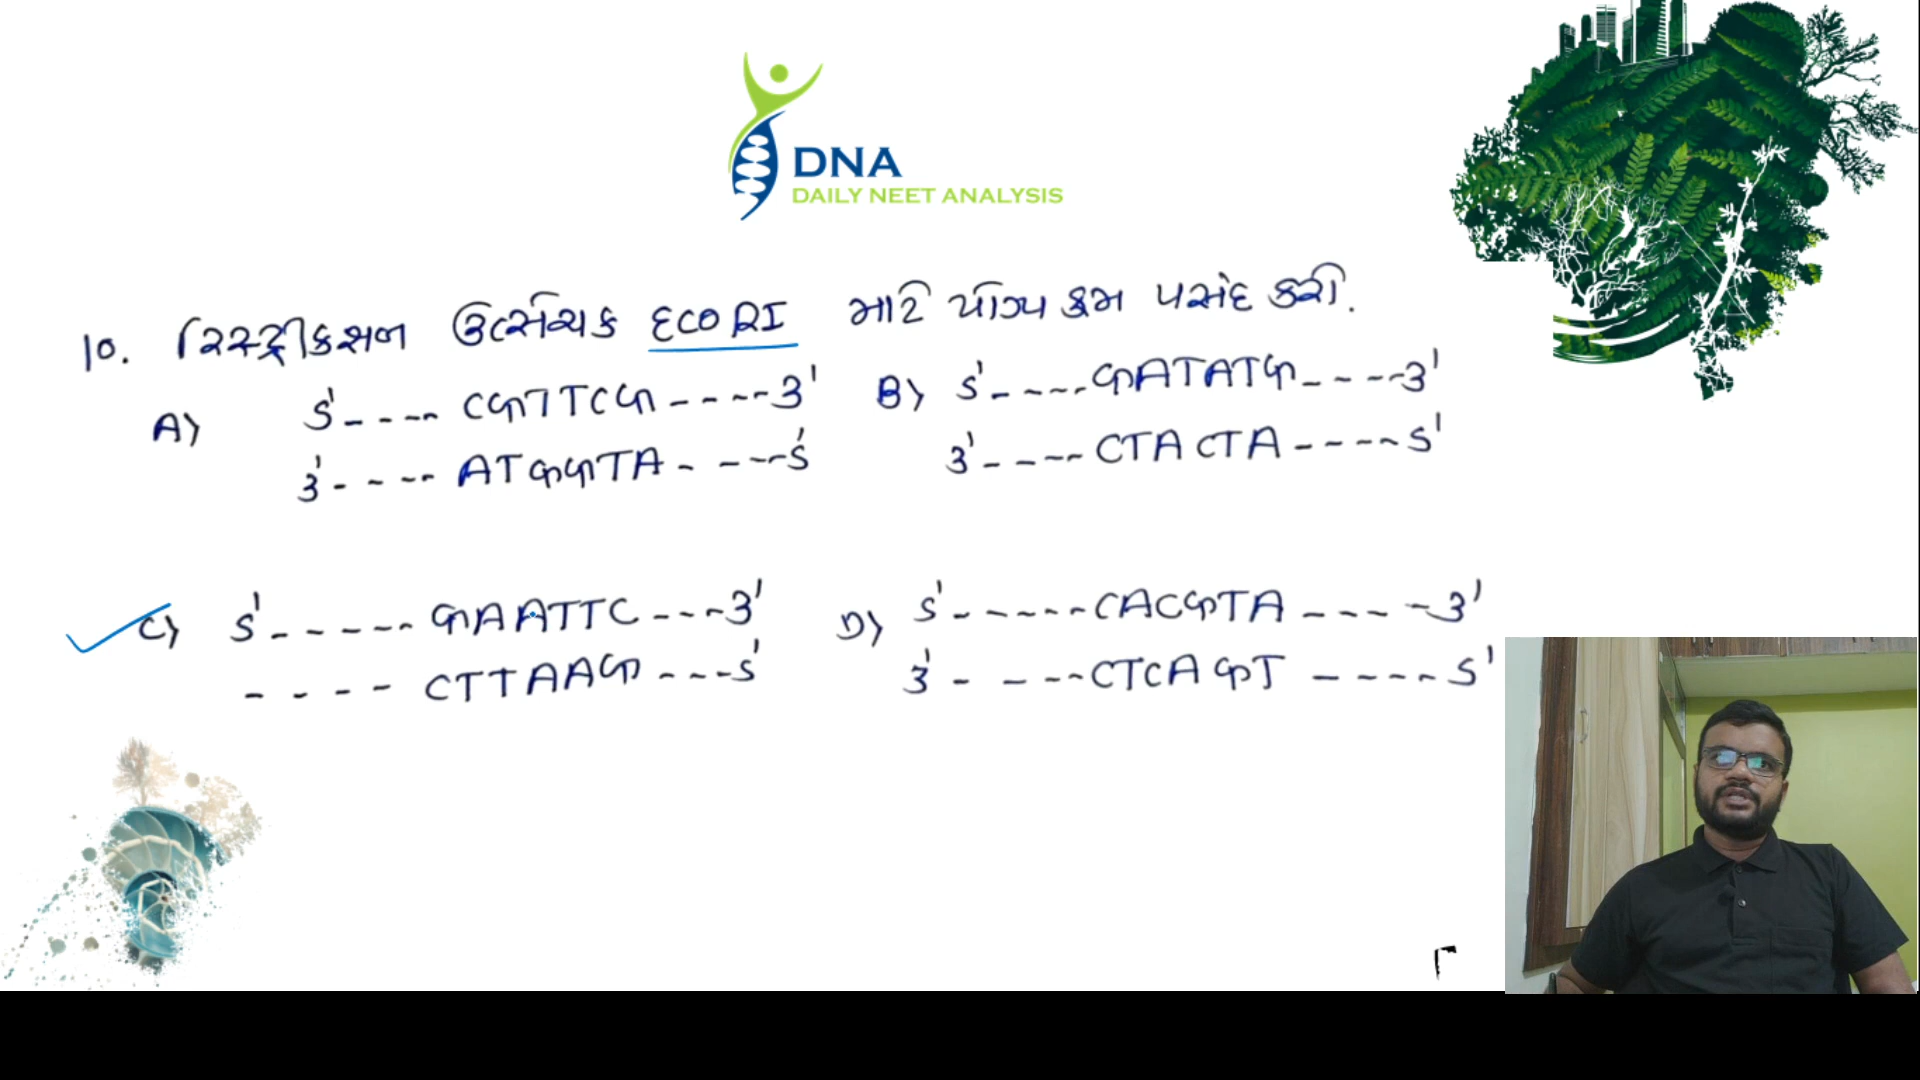 DNA
DAILY NEET ANALYSIS
10. રિસ્ટ્રીક્શન ઉત્સેચક ECORI માટે યોગ્ય ક્રમ પસંદ કરો.
A) 5'---- CGTTCG ----3'
3'---- ATGGTA ----5'
B) 5'----GATATG----3'
3'----CTACTA----5'
C) 5'------GAATTC---3'
---- CTTAAG ---5'
D) 5'-----CACGTA----3'
3'----CTCAGT----5'